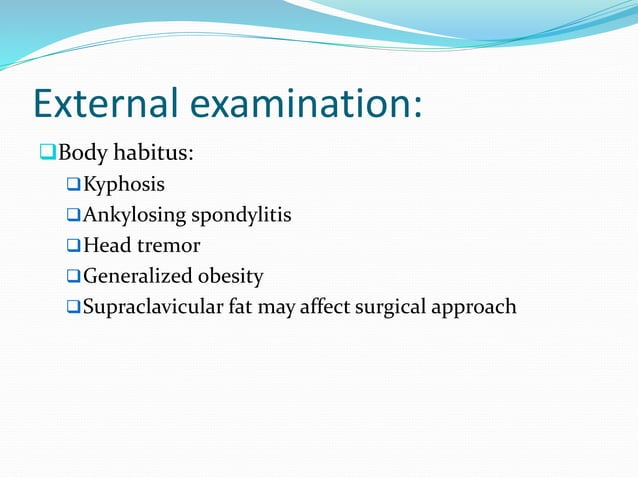 External examination:
Body habitus:
Kyphosis
Ankylosing spondylitis
Head tremor
Generalized obesity
Supraclavicular fat may affect surgical approach